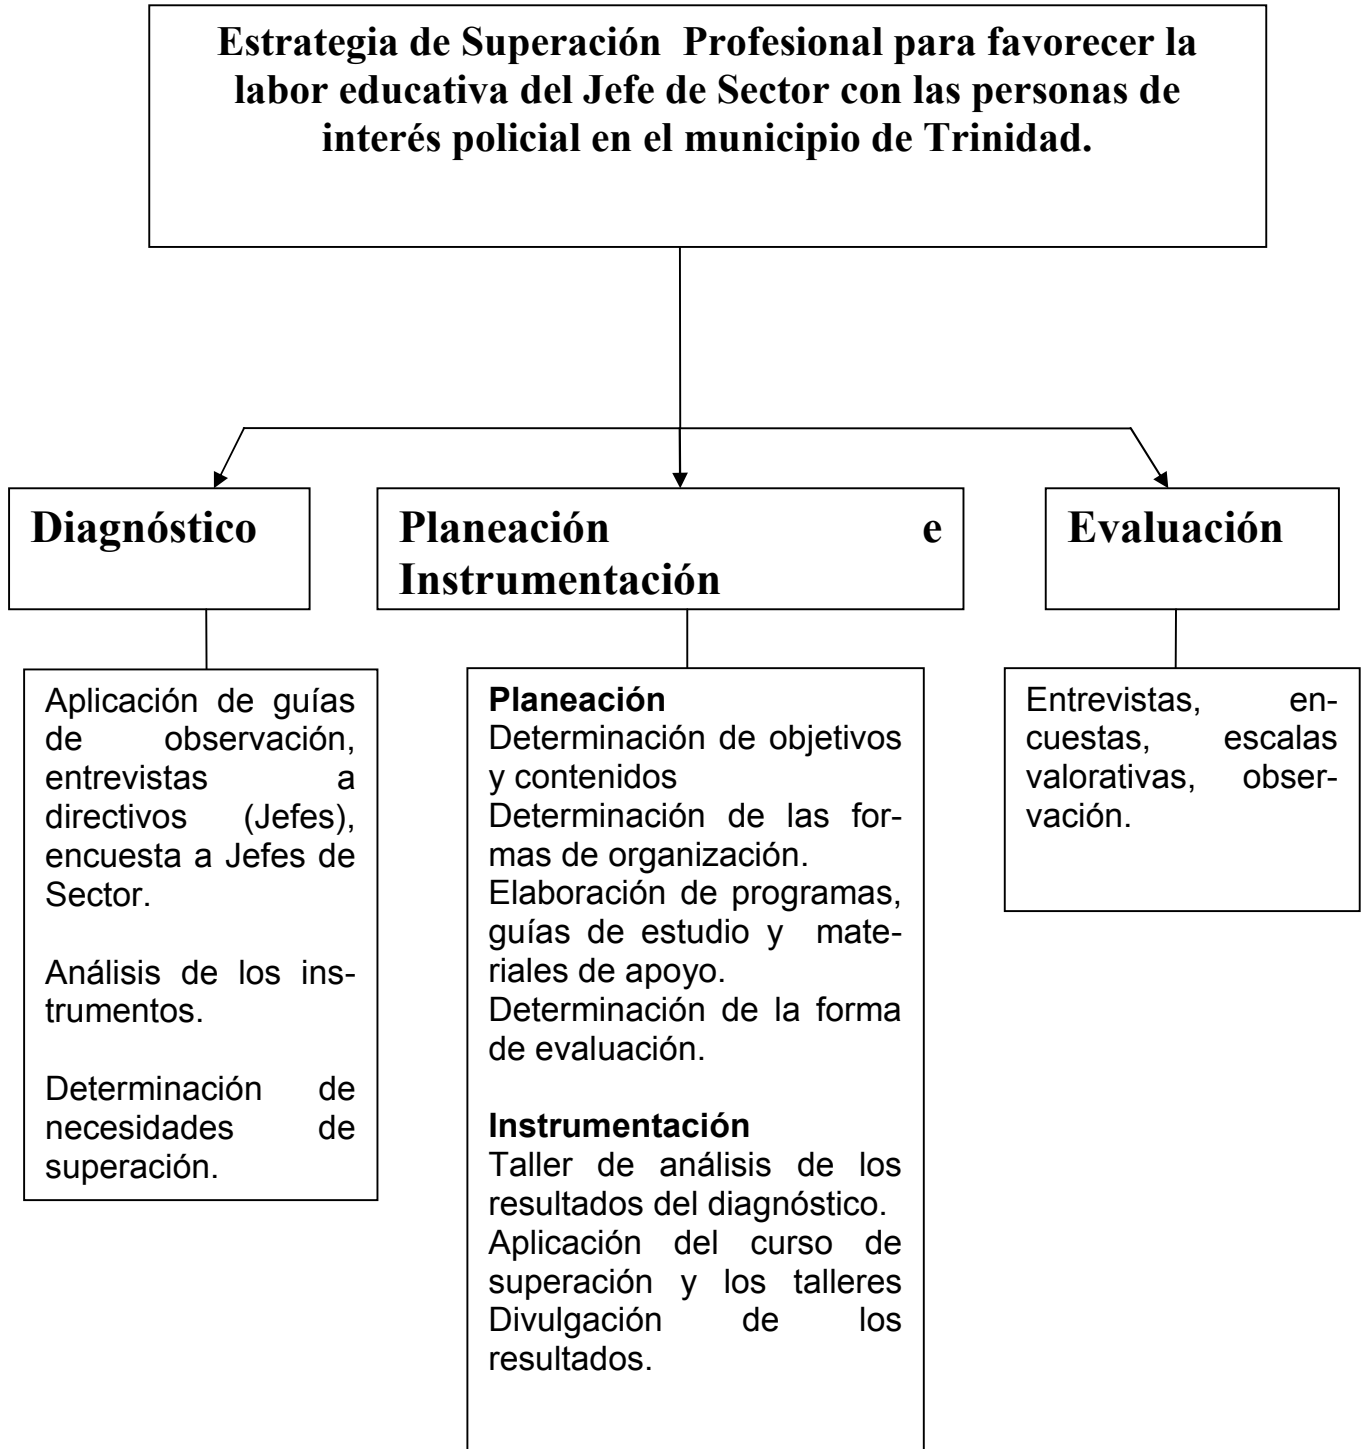 Estrategia de Superación Profesional para favorecer la
labor educativa del Jefe de Sector con las personas de
interés policial en el municipio de Trinidad.
Diagnóstico
Planeación e
Instrumentación
Evaluación
Aplicación de guías
de observación,
entrevistas a
directivos (Jefes),
encuesta a Jefes de
Sector.
Análisis de los ins-
trumentos.
Determinación de
necesidades de
superación.
Planeación
Determinación de objetivos
y contenidos
Determinación de las for-
mas de organización.
Elaboración de programas,
guías de estudio y mate-
riales de apoyo.
Determinación de la forma
de evaluación.
Instrumentación
Taller de análisis de los
resultados del diagnóstico.
Aplicación del curso de
superación y los talleres
Divulgación de los
resultados.
Entrevistas, en-
cuestas, escalas
valorativas, obser-
vación.